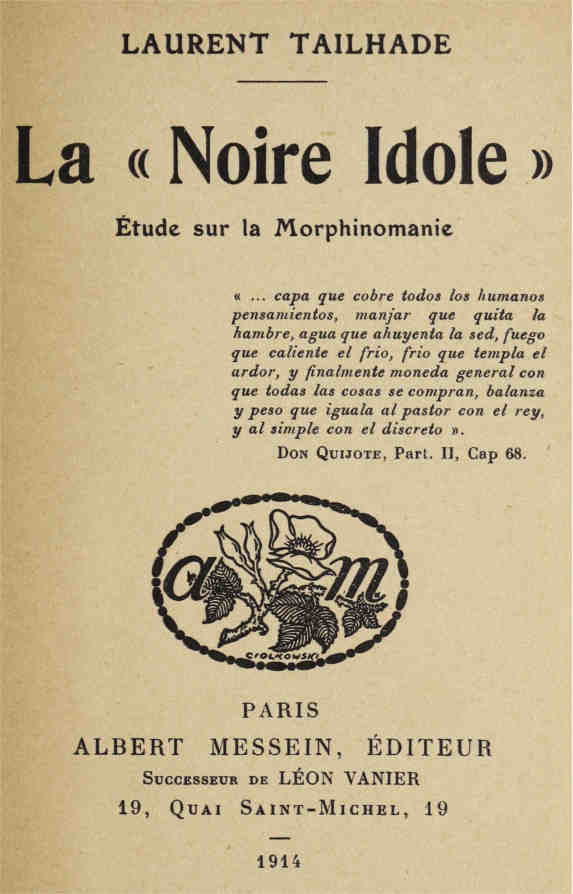 LAURENT TAILHADE
La « Noire Idole »
Étude sur la Morphinomanie
« ... capa que cobre todos los humanos
pensamientos, manjar que quita la
hambre, agua que ahuyenta la sed, fuego
que caliente el frio, frio que templa el
ardor, y finalmente moneda general con
que todas las cosas se compran, balanza
y peso que iguala al pastor con el rey,
y al simple con el discreto ».
DON QUIJOTE, Part. II, Cap 68.
a m
CIOLKOWSKI
PARIS
ALBERT MESSEIN, ÉDITEUR
SUCCESSEUR DE LÉON VANIER
19, QUAI SAINT-MICHEL, 19
1914